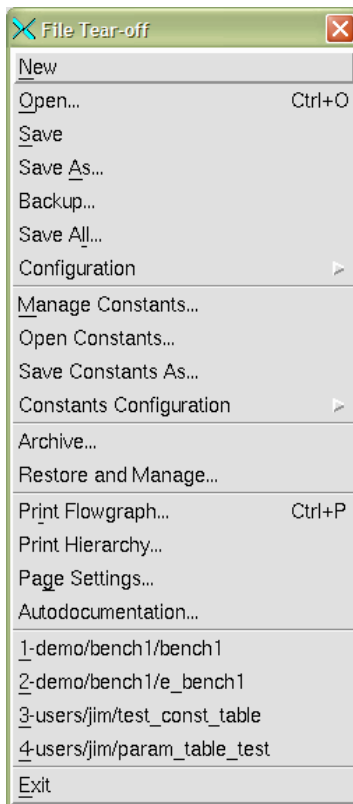 File Tear-off
New
Open... Ctrl+O
Save
Save As...
Backup...
Save All...
Configuration
Manage Constants...
Open Constants...
Save Constants As...
Constants Configuration
Archive...
Restore and Manage...
Print Flowgraph... Ctrl+P
Print Hierarchy...
Page Settings...
Autodocumentation...
1-demo/bench1/bench1
2-demo/bench1/e_bench1
3-users/jim/test_const_table
4-users/jim/param_table_test
Exit